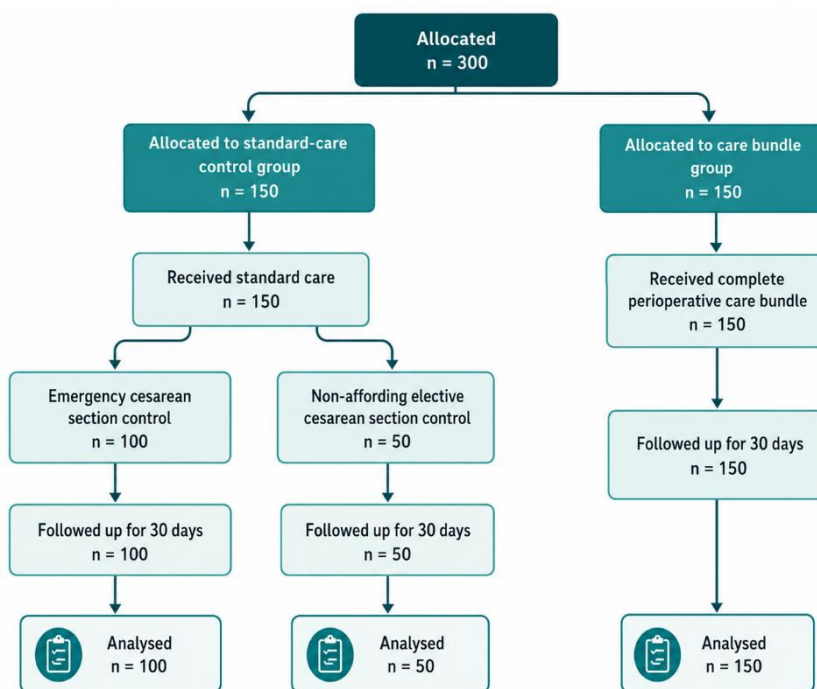 Allocated
n = 300
Allocated to standard-care
control group
n = 150
Allocated to care bundle
group
n = 150
Received standard care
n = 150
Received complete
perioperative care bundle
n = 150
Emergency cesarean
section control
n = 100
Non-affording elective
cesarean section control
n = 50
Followed up for 30 days
n = 150
Followed up for 30 days
n = 100
Followed up for 30 days
n = 50
Analysed
n = 100
Analysed
n = 50
Analysed
n = 150